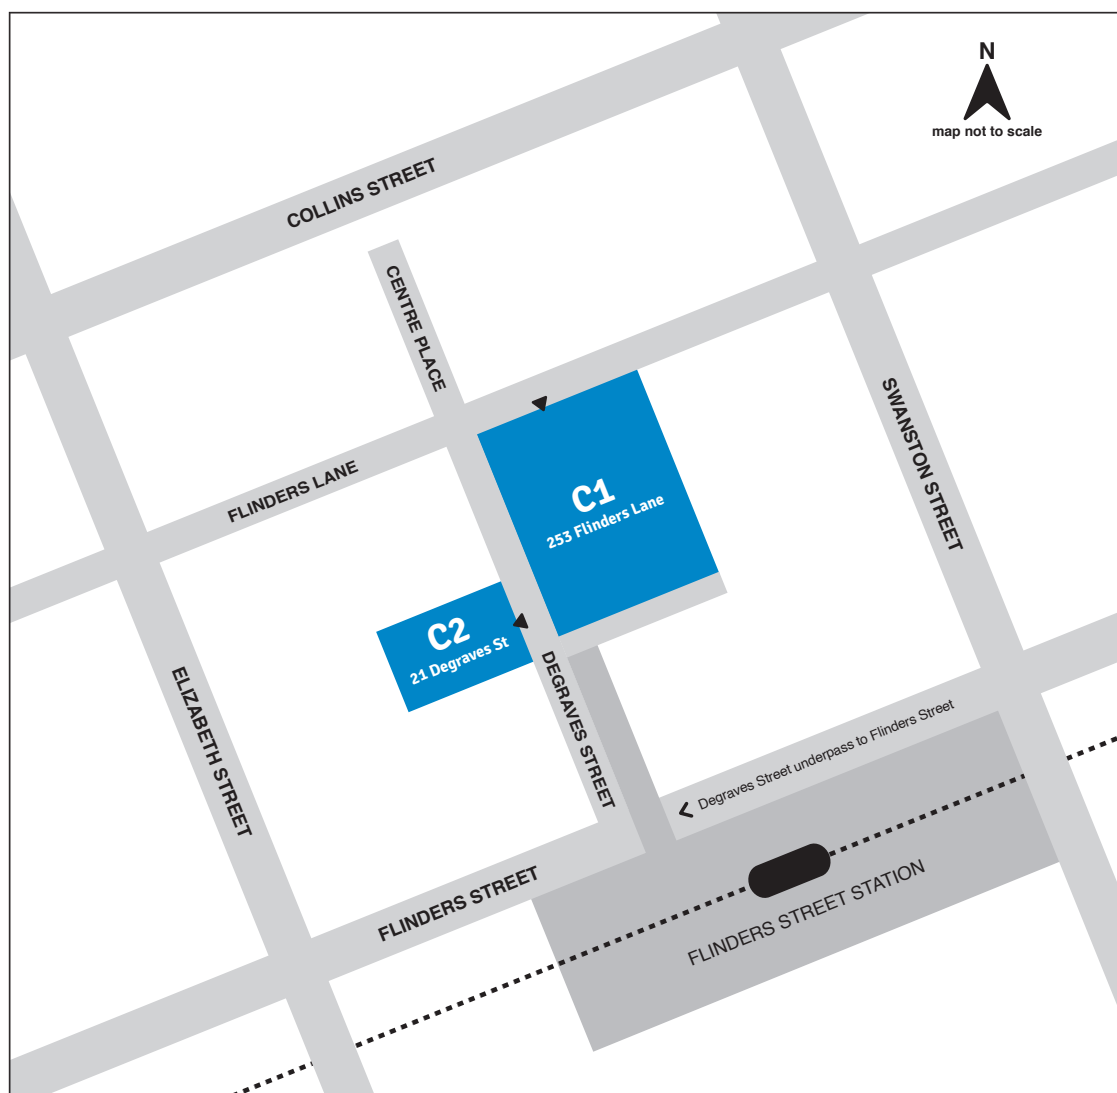 N
map not to scale
COLLINS STREET
CENTRE PLACE
FLINDERS LANE
SWANSTON STREET
C1
253 Flinders Lane
C2
21 Degraves St
ELIZABETH STREET
DEGRAVES STREET
Degraves Street underpass to Flinders Street
FLINDERS STREET
FLINDERS STREET STATION